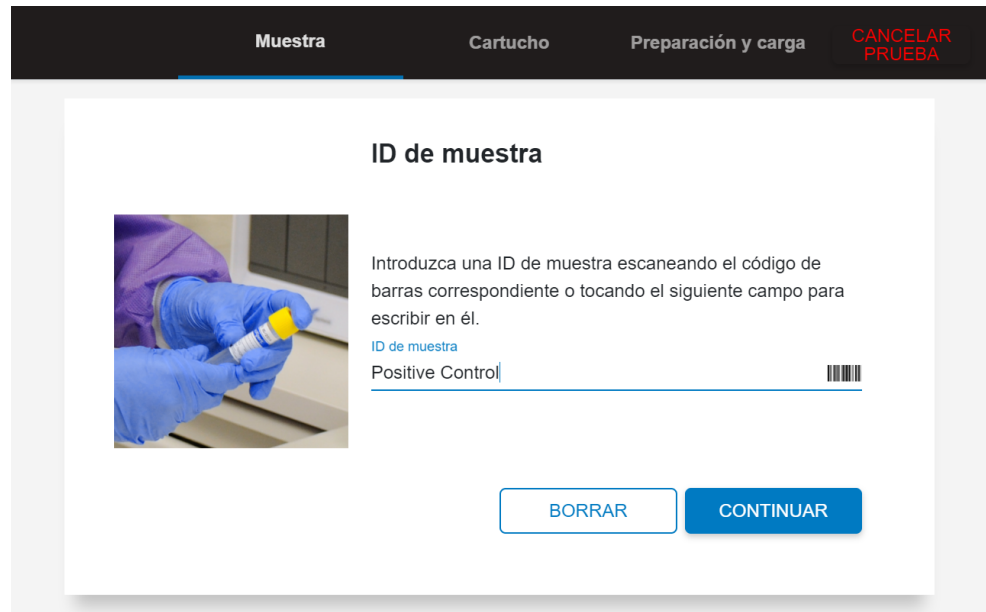 Muestra
Cartucho
Preparación y carga
CANCELAR
PRUEBA
ID de muestra
Introduzca una ID de muestra escaneando el código de
barras correspondiente o tocando el siguiente campo para
escribir en él.
ID de muestra
Positive Control
BORRAR
CONTINUAR